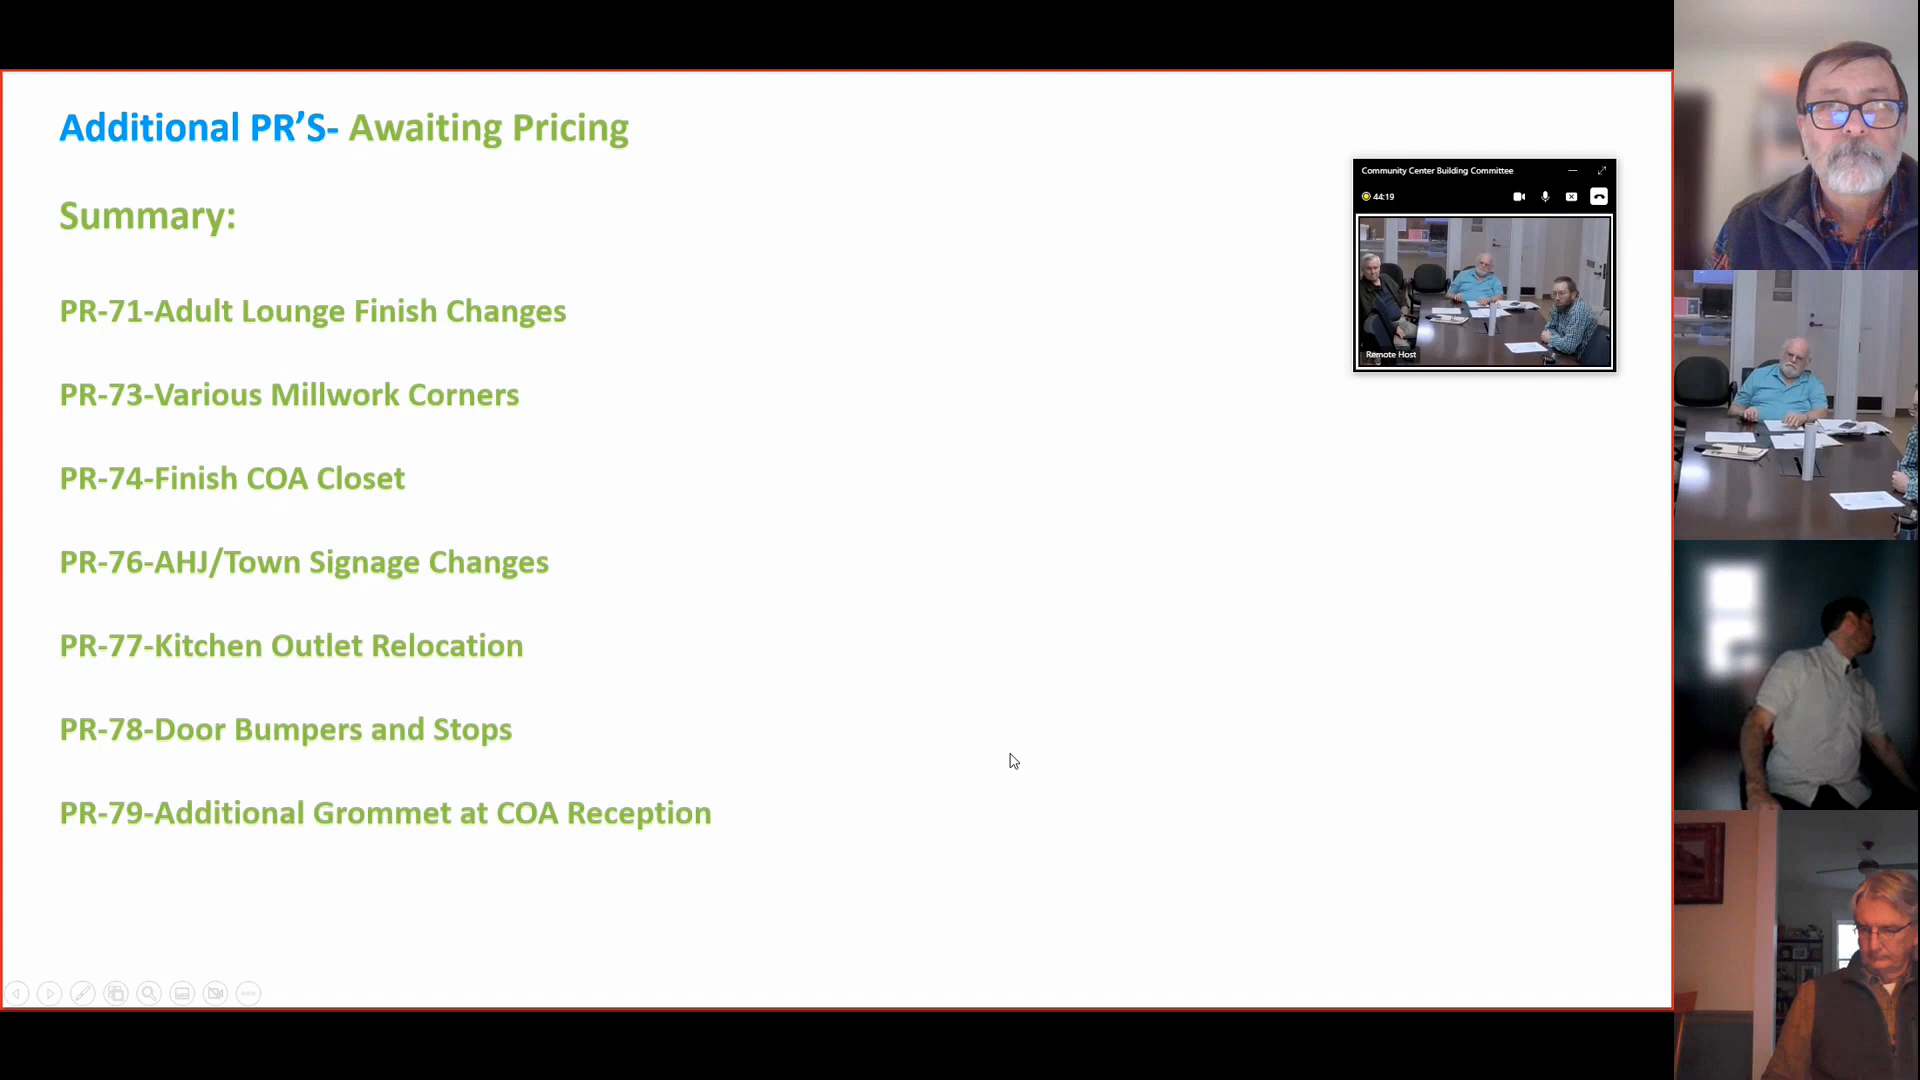 Additional PR'S- Awaiting Pricing
Summary:
PR-71-Adult Lounge Finish Changes
PR-73-Various Millwork Corners
PR-74-Finish COA Closet
PR-76-AHJ/Town Signage Changes
PR-77-Kitchen Outlet Relocation
PR-78-Door Bumpers and Stops
PR-79-Additional Grommet at COA Reception
Community Center Building Committee
44:19
Remote Host